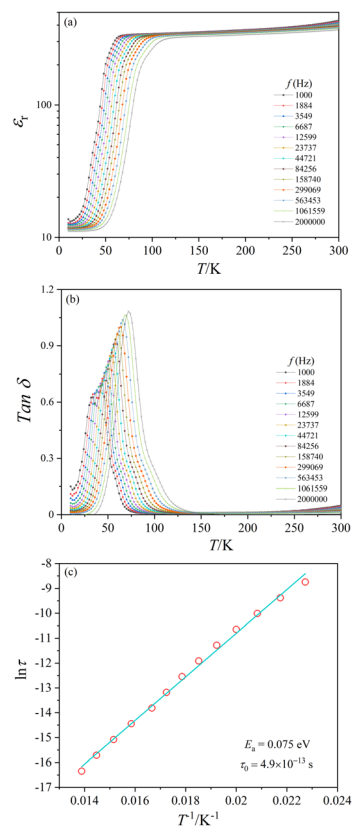 (a)
εr
100
10
f (Hz)
1000
1884
3549
6687
12599
23737
44721
84256
158740
299069
563453
1061559
2000000
0 50 100 150 200 250 300
T/K
(b)
Tan δ
1.2
0.9
0.6
0.3
0.0
f (Hz)
1000
1884
3549
6687
12599
23737
44721
84256
158740
299069
563453
1061559
2000000
0 50 100 150 200 250 300
T/K
(c)
ln τ
-8
-9
-10
-11
-12
-13
-14
-15
-16
-17
Ea = 0.075 eV
τ0 = 4.9×10⁻¹³ s
0.014 0.016 0.018 0.02 0.022 0.024
T⁻¹/K⁻¹